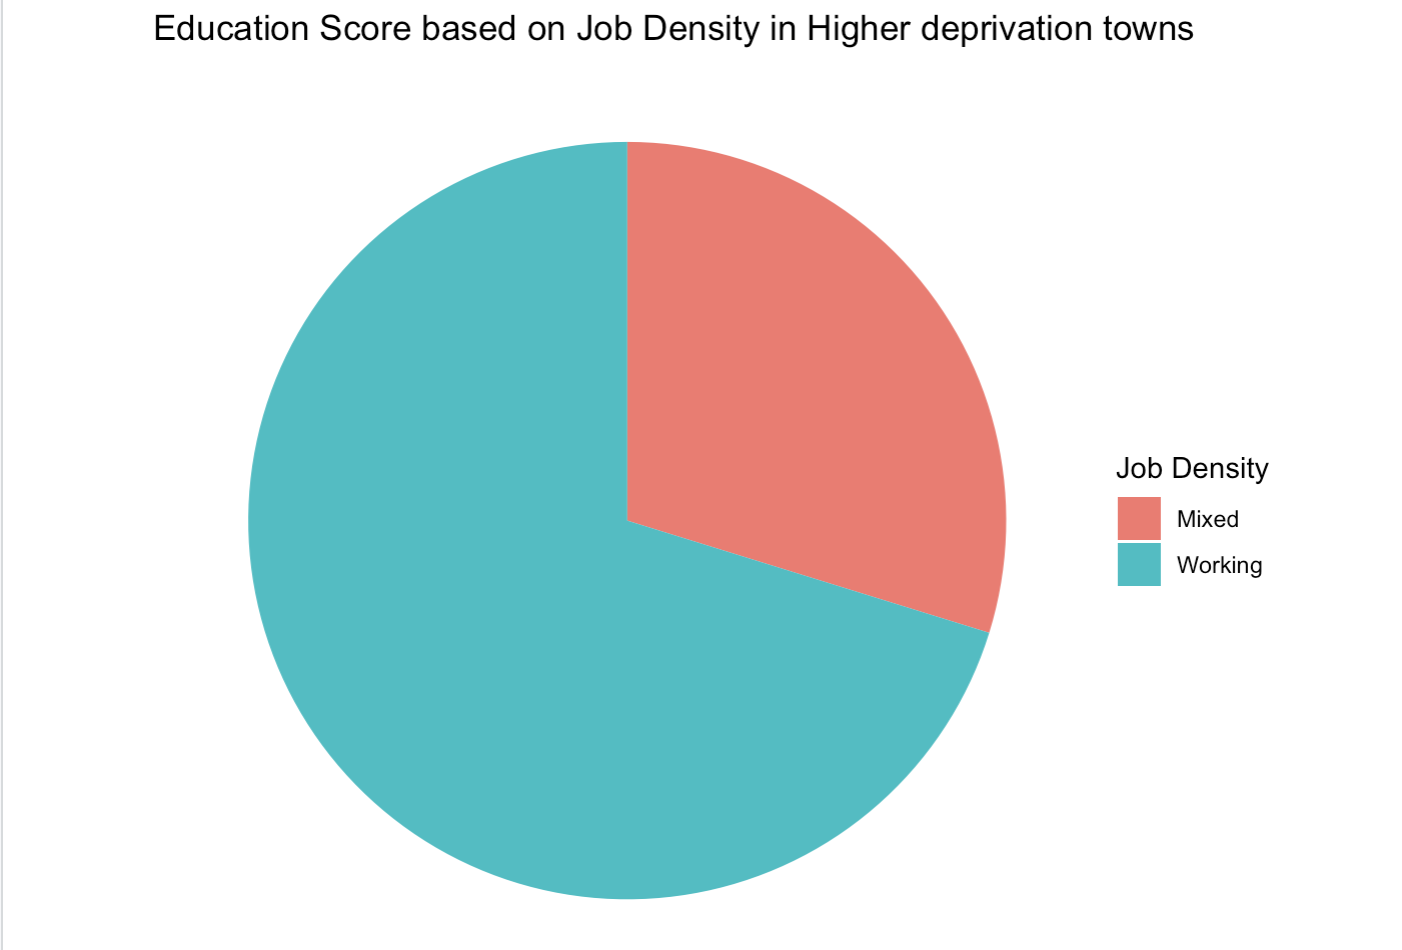 Education Score based on Job Density in Higher deprivation towns
Job Density
Mixed
Working